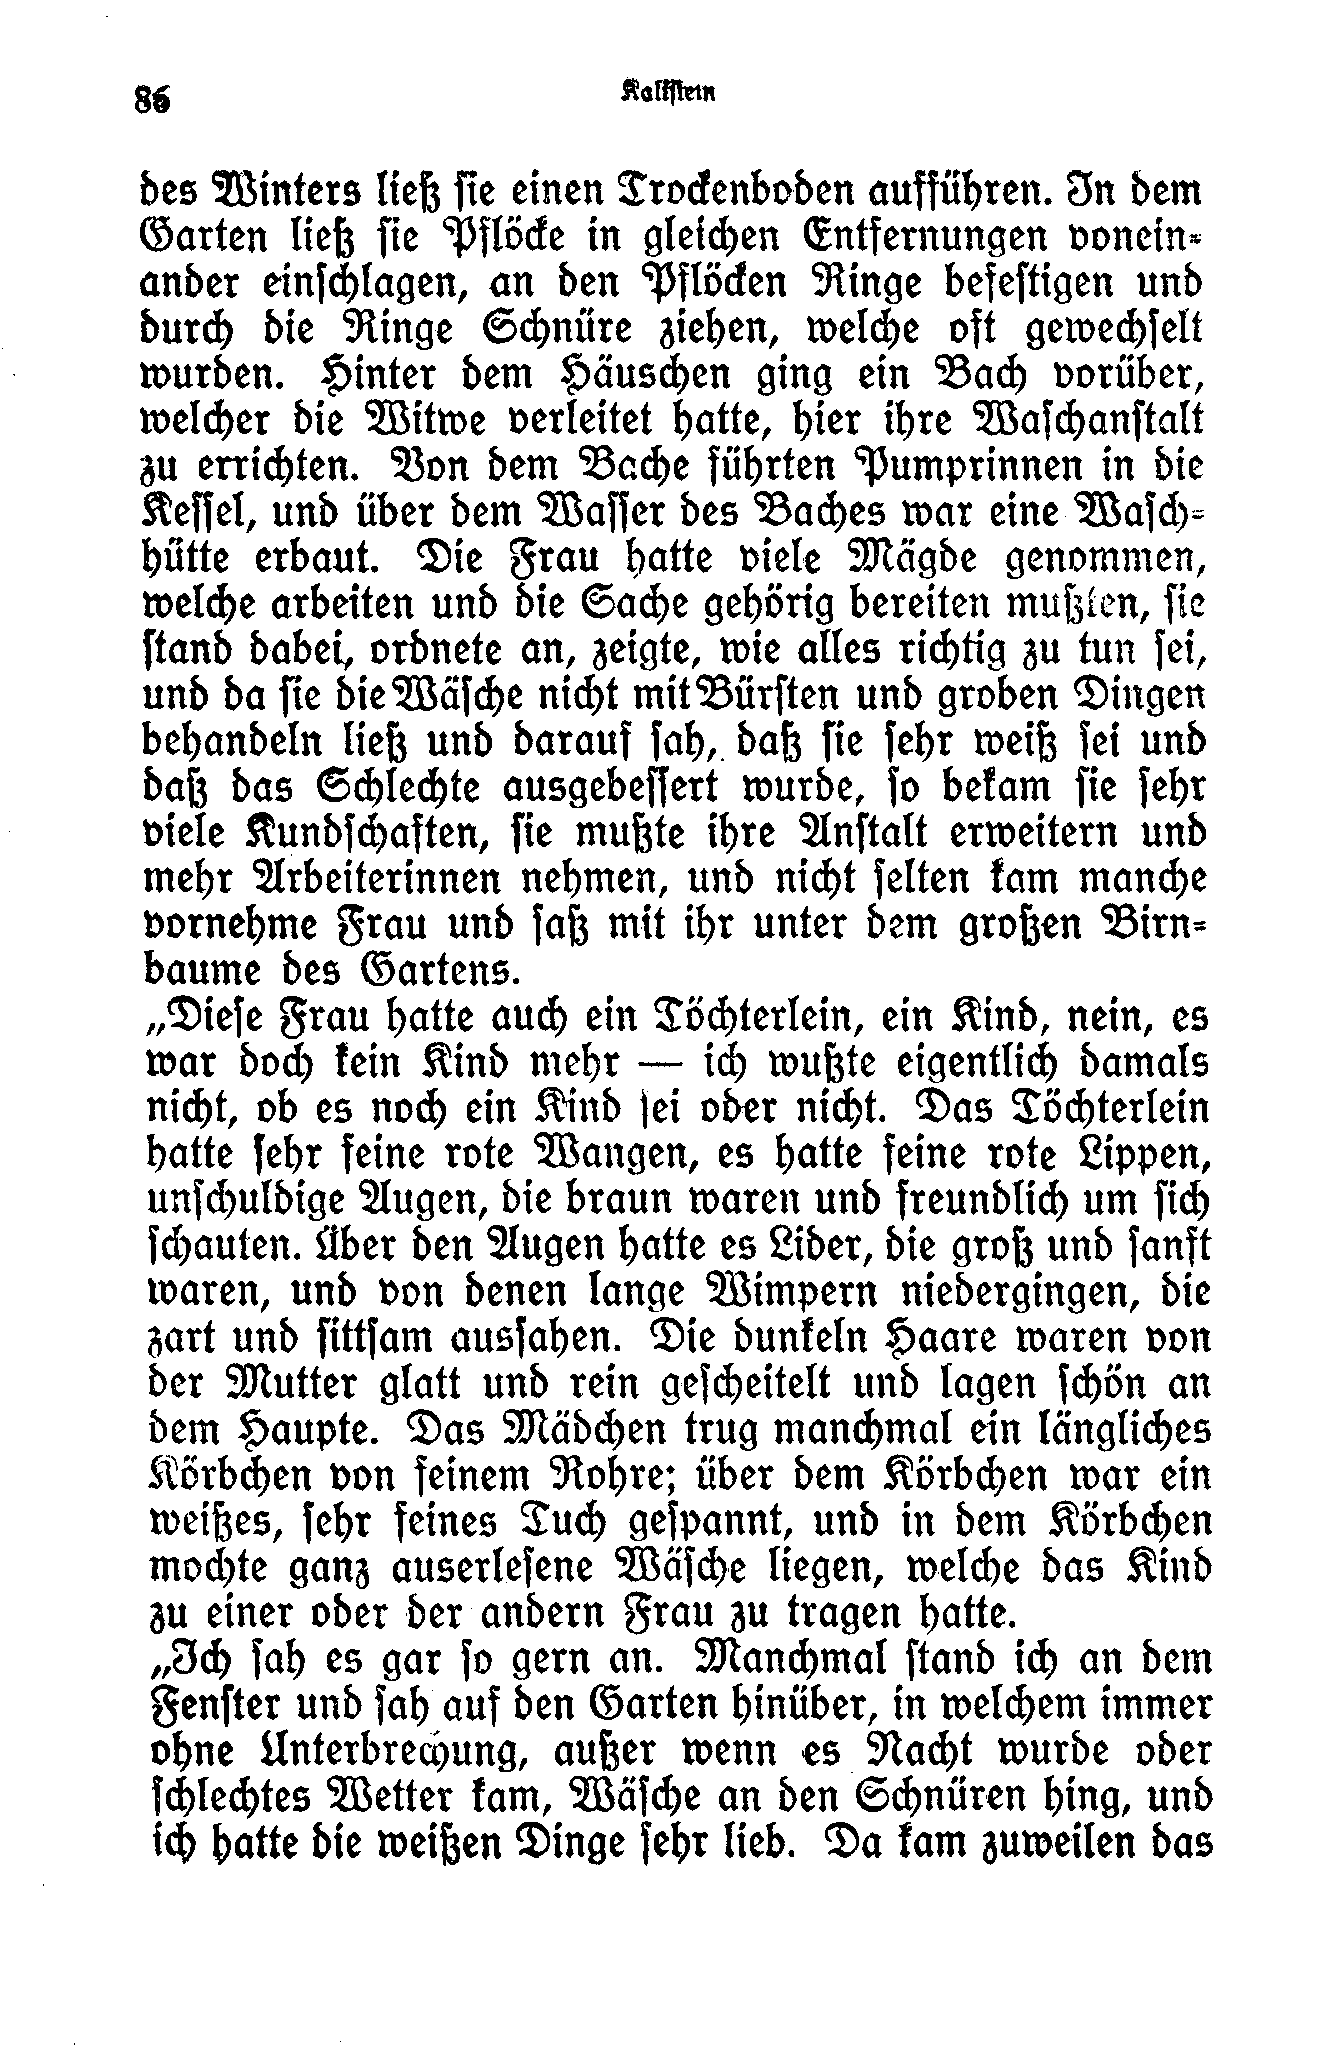 86
Kalkstein
des Winters ließ sie einen Trockenboden aufführen. In dem
Garten ließ sie Pflöcke in gleichen Entfernungen vonein-
ander einschlagen, an den Pflöcken Ringe befestigen und
durch die Ringe Schnüre ziehen, welche oft gewechselt
wurden. Hinter dem Häuschen ging ein Bach vorüber,
welcher die Witwe verleitet hatte, hier ihre Waschanstalt
zu errichten. Von dem Bache führten Pumprinnen in die
Kessel, und über dem Wasser des Baches war eine Wasch-
hütte erbaut. Die Frau hatte viele Mägde genommen,
welche arbeiten und die Sache gehörig bereiten mußten, sie
stand dabei, ordnete an, zeigte, wie alles richtig zu tun sei,
und da sie die Wäsche nicht mit Bürsten und groben Dingen
behandeln ließ und darauf sah, daß sie sehr weiß sei und
daß das Schlechte ausgebessert wurde, so bekam sie sehr
viele Kundschaften, sie mußte ihre Anstalt erweitern und
mehr Arbeiterinnen nehmen, und nicht selten kam manche
vornehme Frau und saß mit ihr unter dem großen Birn-
baume des Gartens.
„Diese Frau hatte auch ein Töchterlein, ein Kind, nein, es
war doch kein Kind mehr — ich wußte eigentlich damals
nicht, ob es noch ein Kind sei oder nicht. Das Töchterlein
hatte sehr feine rote Wangen, es hatte feine rote Lippen,
unschuldige Augen, die braun waren und freundlich um sich
schauten. Über den Augen hatte es Lider, die groß und sanft
waren, und von denen lange Wimpern niedergingen, die
zart und sittsam aussahen. Die dunkeln Haare waren von
der Mutter glatt und rein gescheitelt und lagen schön an
dem Haupte. Das Mädchen trug manchmal ein längliches
Körbchen von feinem Rohre; über dem Körbchen war ein
weißes, sehr feines Tuch gespannt, und in dem Körbchen
mochte ganz auserlesene Wäsche liegen, welche das Kind
zu einer oder der andern Frau zu tragen hatte.
„Ich sah es gar so gern an. Manchmal stand ich an dem
Fenster und sah auf den Garten hinüber, in welchem immer
ohne Unterbrechung, außer wenn es Nacht wurde oder
schlechtes Wetter kam, Wäsche an den Schnüren hing, und
ich hatte die weißen Dinge sehr lieb. Da kam zuweilen das